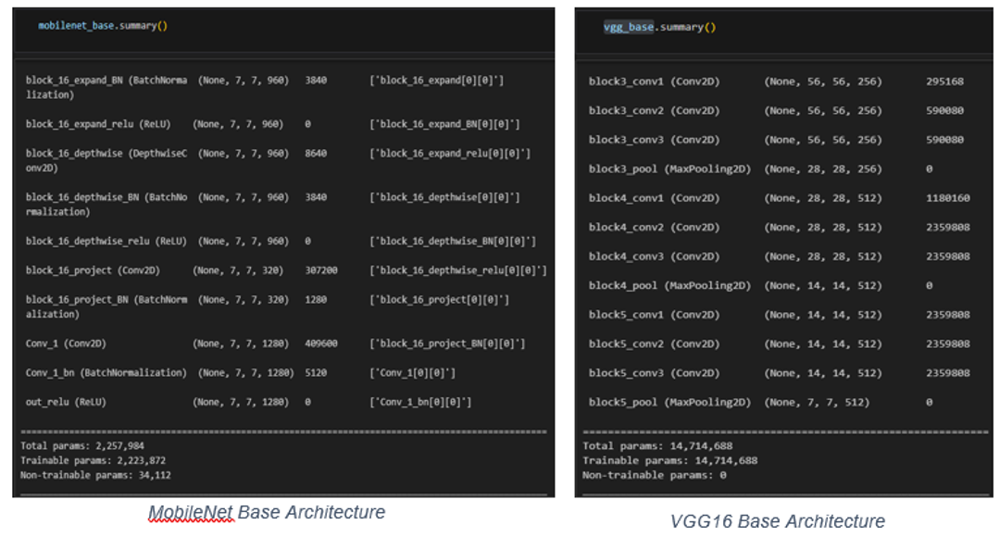 mobilenet_base.summary()
block_16_expand_BN (BatchNorma (None, 7, 7, 960) 3840 ['block_16_expand[0][0]']
lization)
block_16_expand_relu (ReLU) (None, 7, 7, 960) 0 ['block_16_expand_BN[0][0]']
block_16_depthwise (DepthwiseC (None, 7, 7, 960) 8640 ['block_16_expand_relu[0][0]']
onv2D)
block_16_depthwise_BN (BatchNo (None, 7, 7, 960) 3840 ['block_16_depthwise[0][0]']
rmalization)
block_16_depthwise_relu (ReLU) (None, 7, 7, 960) 0 ['block_16_depthwise_BN[0][0]']
block_16_project (Conv2D) (None, 7, 7, 320) 307200 ['block_16_depthwise_relu[0][0]']
block_16_project_BN (BatchNorm (None, 7, 7, 320) 1280 ['block_16_project[0][0]']
alization)
Conv_1 (Conv2D) (None, 7, 7, 1280) 409600 ['block_16_project_BN[0][0]']
Conv_1_bn (BatchNormalization) (None, 7, 7, 1280) 5120 ['Conv_1[0][0]']
out_relu (ReLU) (None, 7, 7, 1280) 0 ['Conv_1_bn[0][0]']
Total params: 2,257,984
Trainable params: 2,223,872
Non-trainable params: 34,112
MobileNet Base Architecture
vgg_base.summary()
block3_conv1 (Conv2D) (None, 56, 56, 256) 295168
block3_conv2 (Conv2D) (None, 56, 56, 256) 590080
block3_conv3 (Conv2D) (None, 56, 56, 256) 590080
block3_pool (MaxPooling2D) (None, 28, 28, 256) 0
block4_conv1 (Conv2D) (None, 28, 28, 512) 1180160
block4_conv2 (Conv2D) (None, 28, 28, 512) 2359808
block4_conv3 (Conv2D) (None, 28, 28, 512) 2359808
block4_pool (MaxPooling2D) (None, 14, 14, 512) 0
block5_conv1 (Conv2D) (None, 14, 14, 512) 2359808
block5_conv2 (Conv2D) (None, 14, 14, 512) 2359808
block5_conv3 (Conv2D) (None, 14, 14, 512) 2359808
block5_pool (MaxPooling2D) (None, 7, 7, 512) 0
Total params: 14,714,688
Trainable params: 14,714,688
Non-trainable params: 0
VGG16 Base Architecture